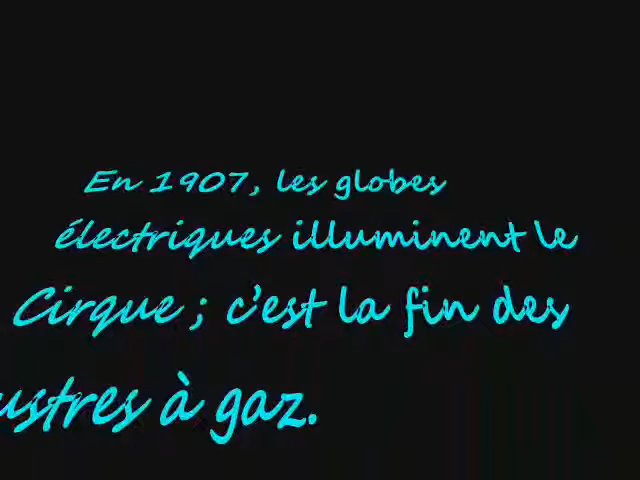 En 1907, les globes
électriques illuminent le
Cirque ; c’est la fin des
ustres à gaz.